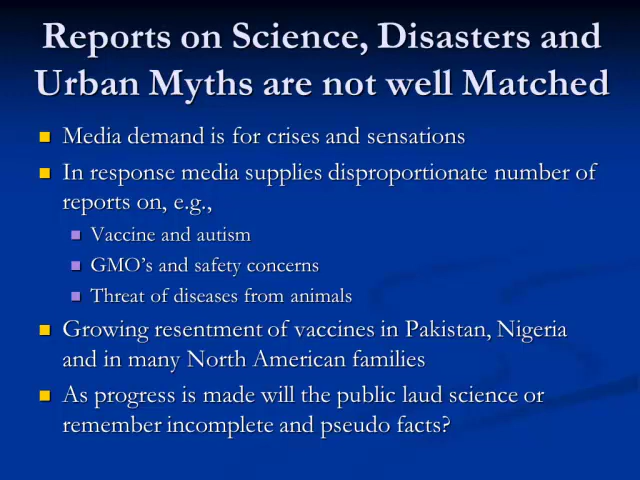 Reports on Science, Disasters and
Urban Myths are not well Matched
Media demand is for crises and sensations
In response media supplies disproportionate number of
reports on, e.g.,
Vaccine and autism
GMO's and safety concerns
Threat of diseases from animals
Growing resentment of vaccines in Pakistan, Nigeria
and in many North American families
As progress is made will the public laud science or
remember incomplete and pseudo facts?